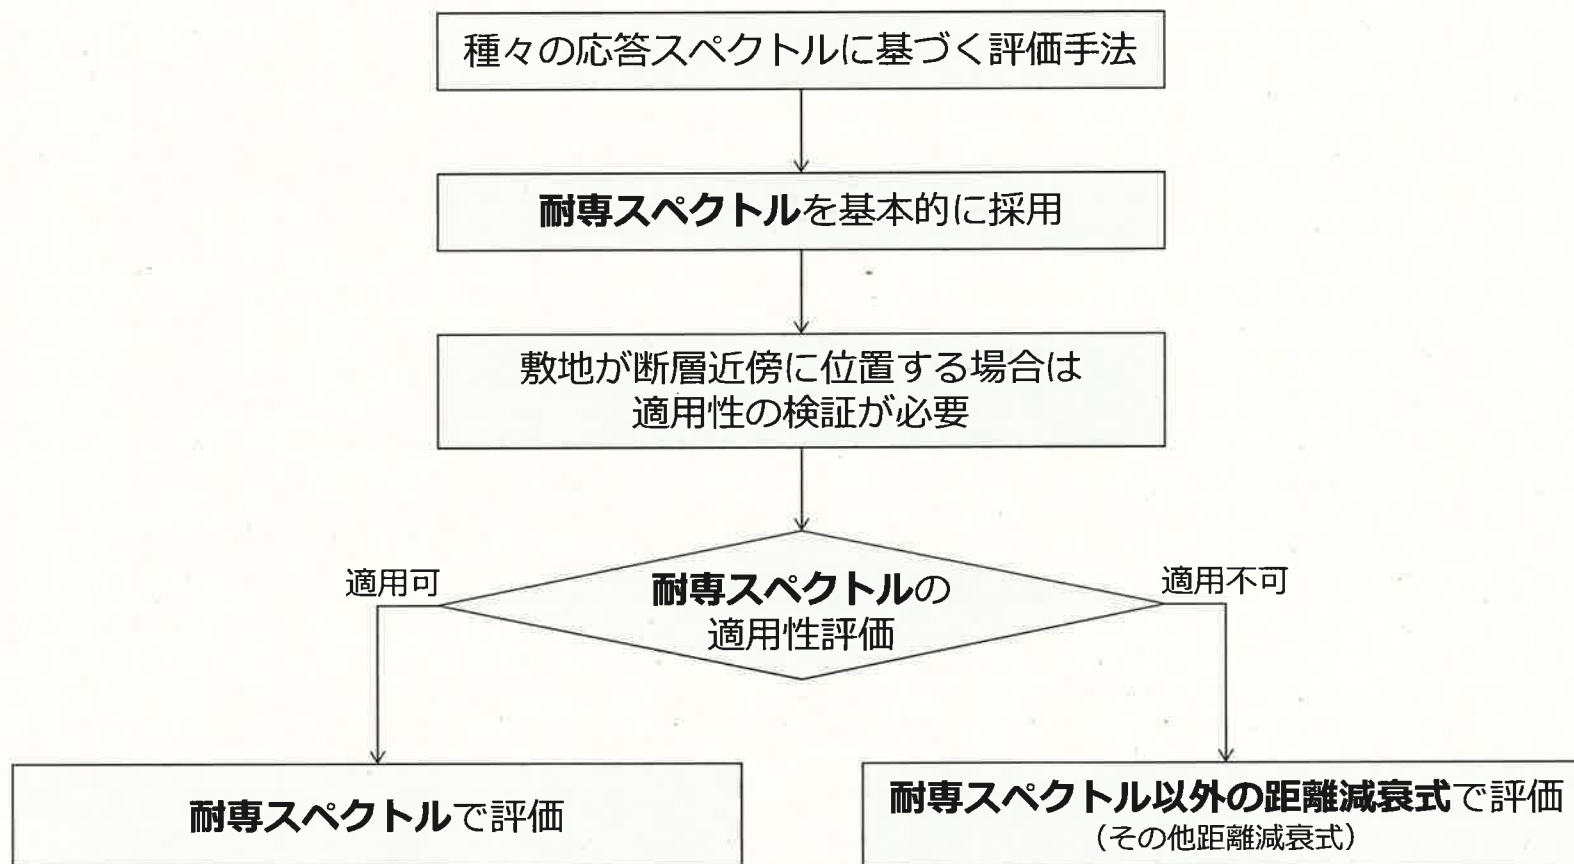 種々の応答スペクトルに基づく評価手法
耐専スペクトルを基本的に採用
敷地が断層近傍に位置する場合は
適用性の検証が必要
耐専スペクトルの
適用性評価
適用可
適用不可
耐専スペクトルで評価
耐専スペクトル以外の距離減衰式で評価
（その他距離減衰式）